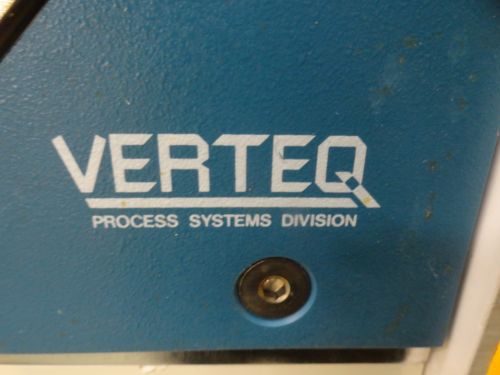 VERTEQ
PROCESS SYSTEMS DIVISION